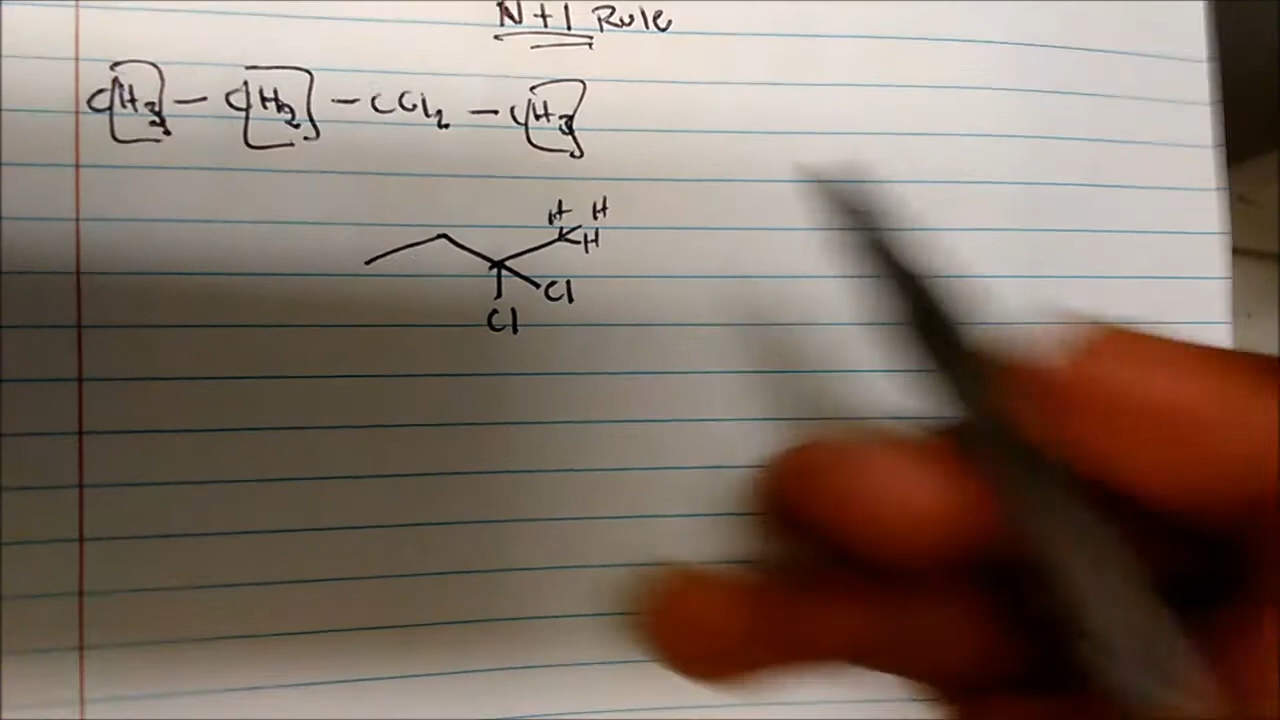 N+1 Rule
CH3 - CH2 - CCl2 - CH3
H H
H
Cl
Cl